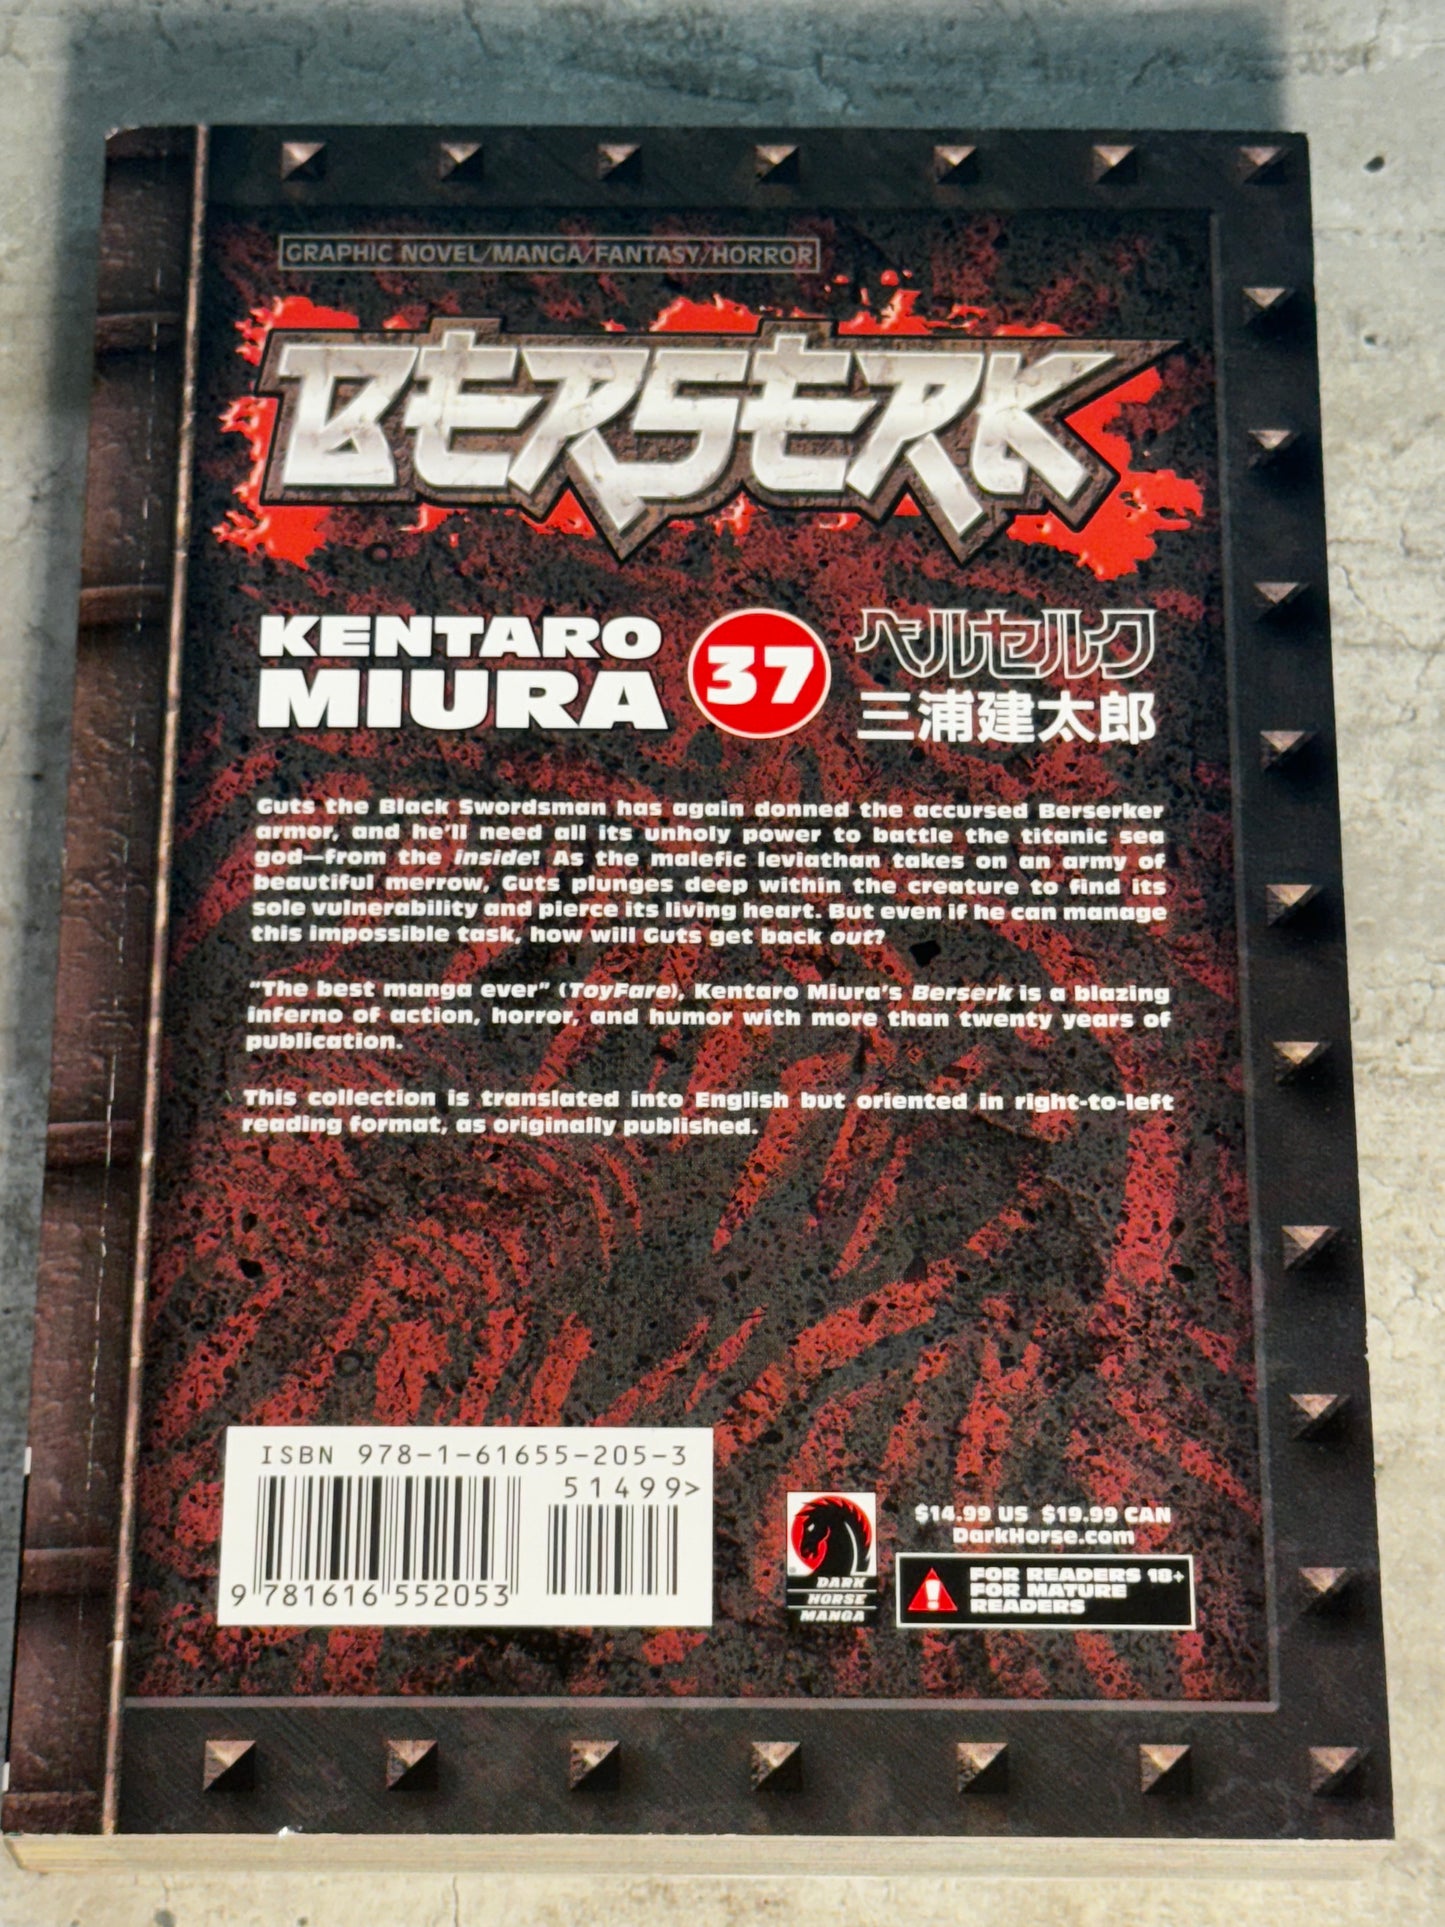 GRAPHIC NOVEL/MANGA/FANTASY/HORROR
BERSERK
KENTARO
MIURA
37
ベルセルク
三浦建太郎
Guts the Black Swordsman has again donned the accursed Berserker
armor, and he'll need all its unholy power to battle the titanic sea
god—from the inside! As the malefic leviathan takes on an army of
beautiful merrow, Guts plunges deep within the creature to find its
sole vulnerability and pierce its living heart. But even if he can manage
this impossible task, how will Guts get back out?
"The best manga ever" (ToyFare), Kentaro Miura's Berserk is a blazing
inferno of action, horror, and humor with more than twenty years of
publication.
This collection is translated into English but oriented in right-to-left
reading format, as originally published.
ISBN 978-1-61655-205-3
51499>
9 781616 552053
DARK
HORSE
MANGA
$14.99 US $19.99 CAN
DarkHorse.com
FOR READERS 18+
FOR MATURE
READERS